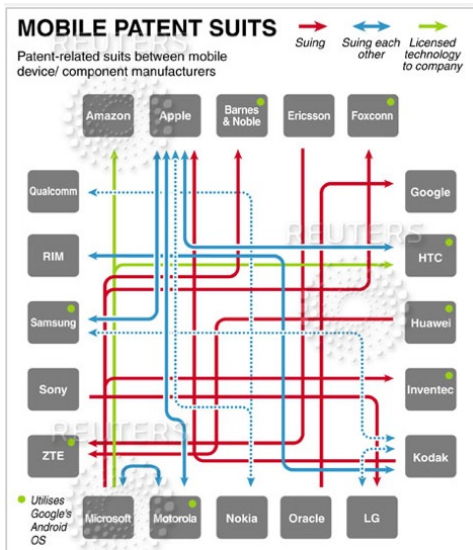 MOBILE PATENT SUITS
Patent-related suits between mobile
device/ component manufacturers
Suing
Suing each
other
Licensed
technology
to company
REUTERS
Amazon
Apple
Barnes
& Noble
Ericsson
Foxconn
Qualcomm
Google
REUTERS
RIM
HTC
Samsung
Huawei
Sony
Inventec
REUTERS
ZTE
Kodak
Utilises
Google's
Android
OS
Microsoft
Motorola
Nokia
Oracle
LG